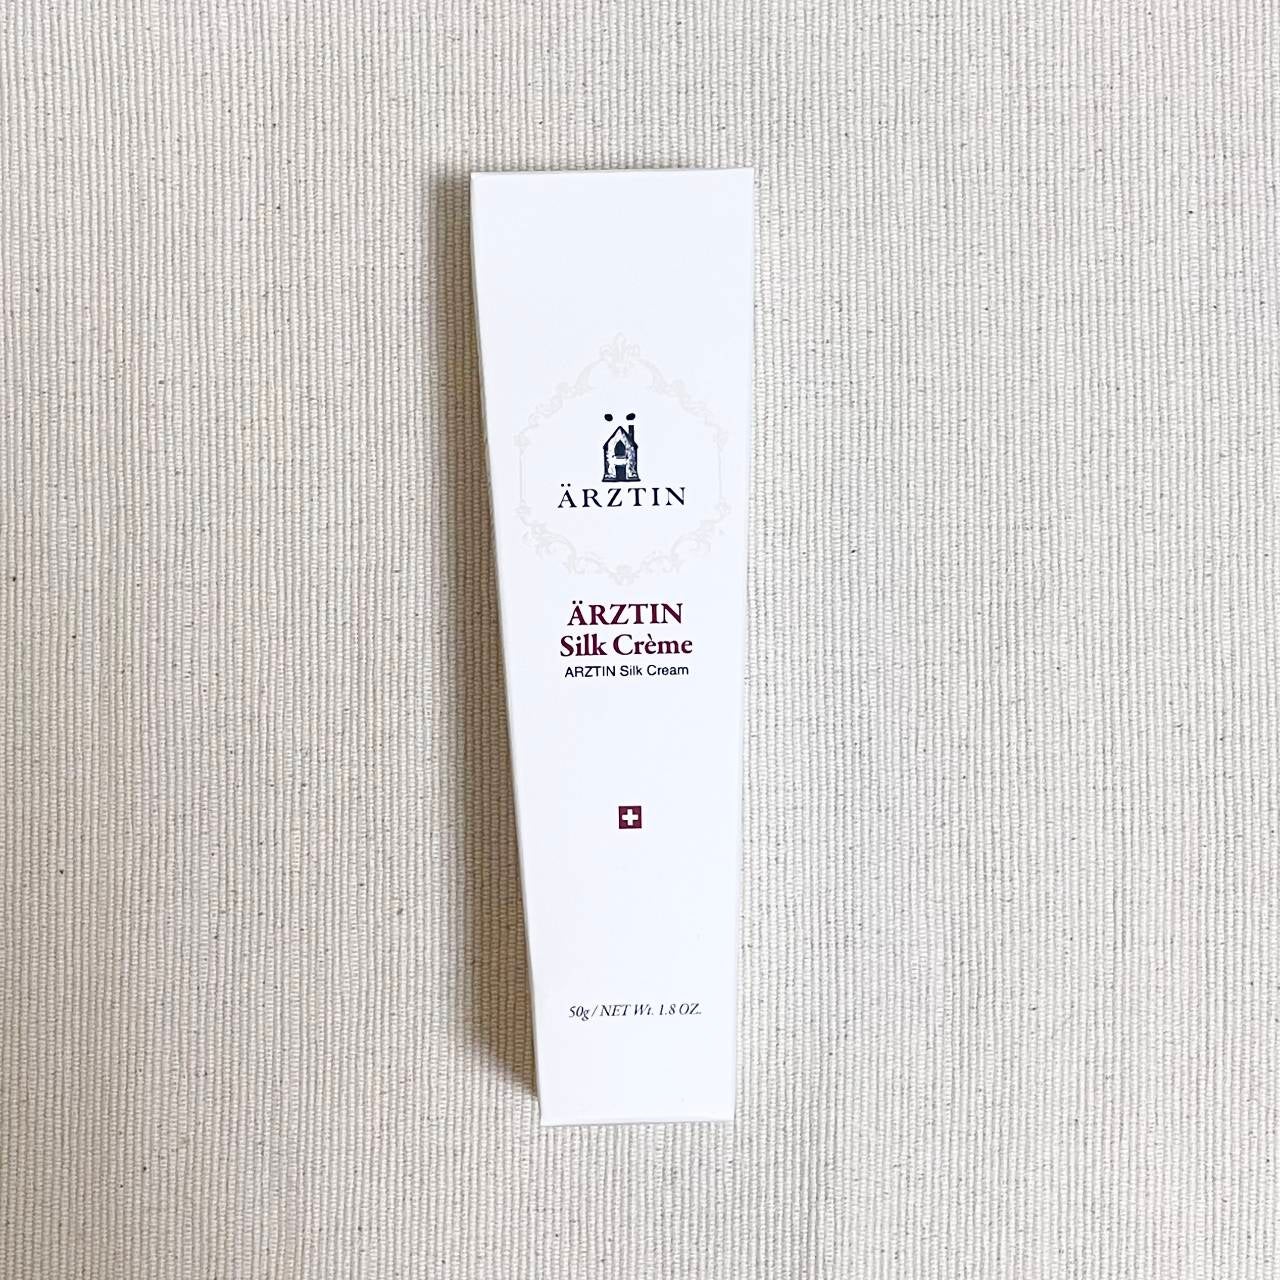 Ä
ÄRZTIN
ÄRZTIN
Silk Crème
ARZTIN Silk Cream
50g / NET Wt. 1.8 OZ.